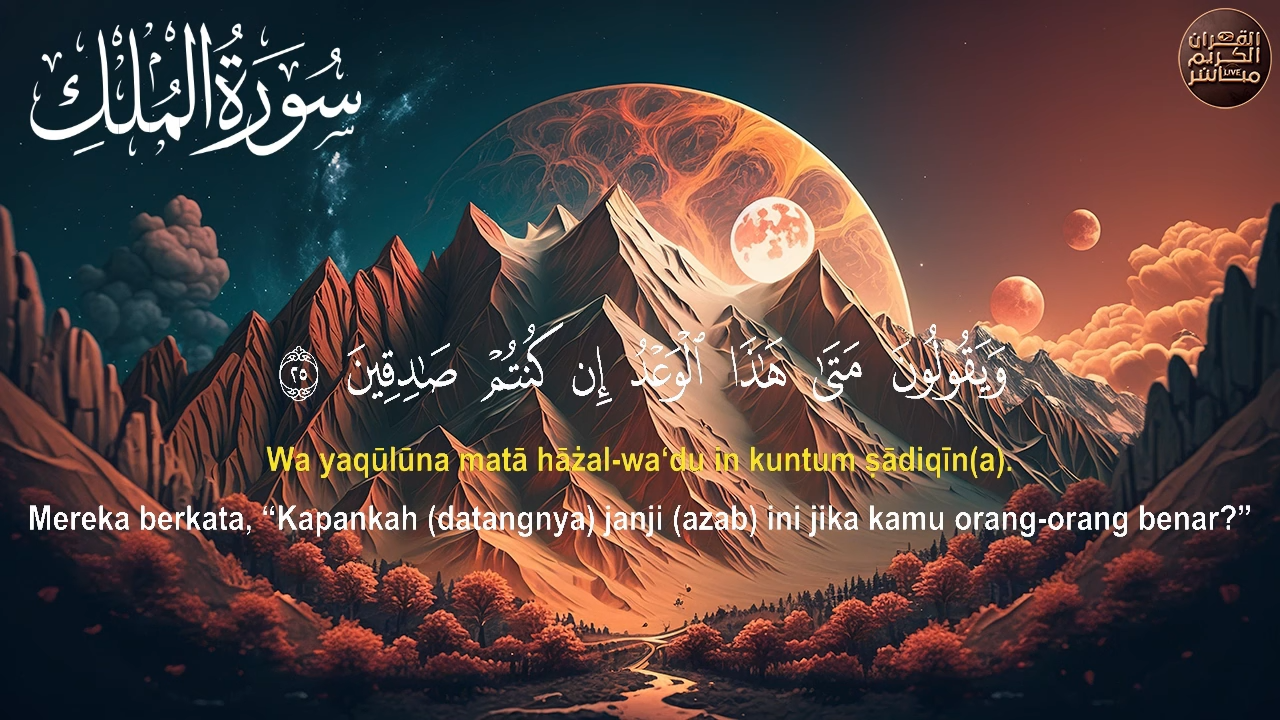 سُورَةُ المُلْكِ
القرآن
الكريم
LIVE
مباشر
وَيَقُولُونَ مَتَىٰ هَٰذَا ٱلْوَعْدُ إِن كُنتُمْ صَٰدِقِينَ ٢٥
Wa yaqūlūna matā hāżal-wa‘du in kuntum ṣādiqīn(a).
Mereka berkata, “Kapankah (datangnya) janji (azab) ini jika kamu orang-orang benar?”